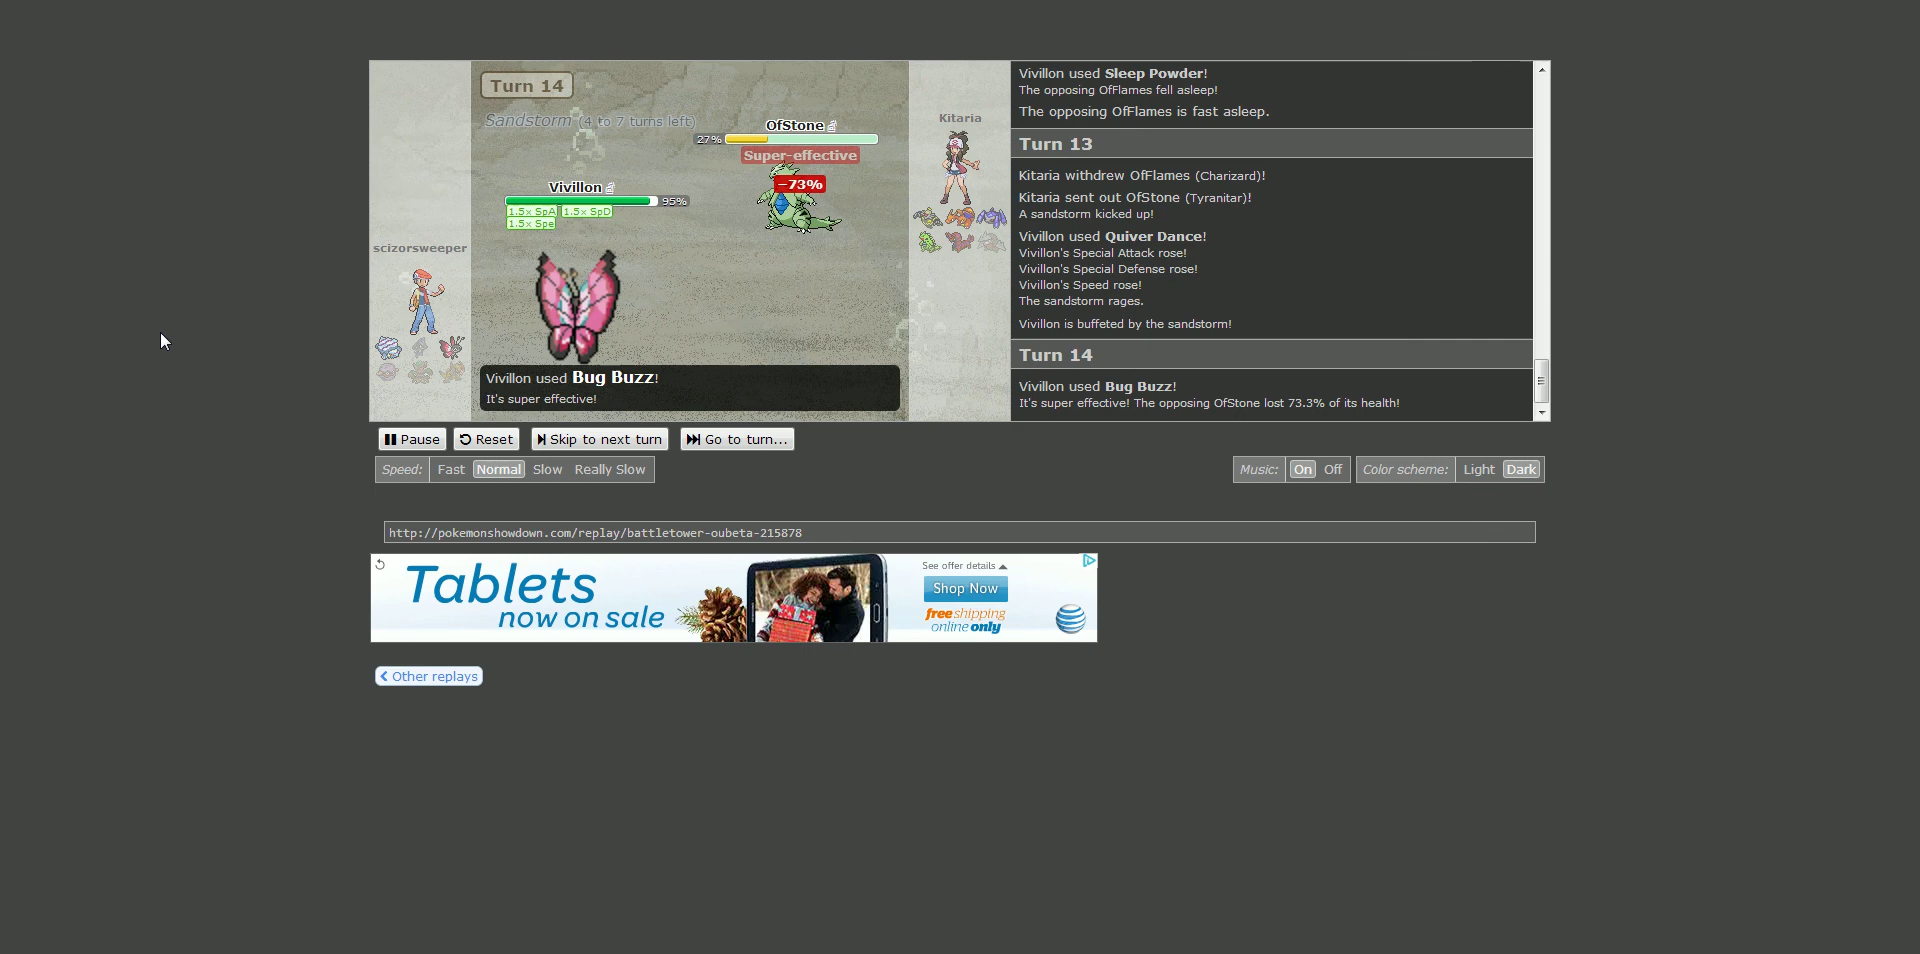 Turn 14
Sandstorm (4 to 7 turns left)
OfStone
27%
Super-effective
−73%
Vivillon
95%
1.5× SpA 1.5× SpD
1.5× Spe
scizorsweeper
Kitaria
Vivillon used Bug Buzz!
It's super effective!
Vivillon used Sleep Powder!
The opposing OfFlames fell asleep!
The opposing OfFlames is fast asleep.
Turn 13
Kitaria withdrew OfFlames (Charizard)!
Kitaria sent out OfStone (Tyranitar)!
A sandstorm kicked up!
Vivillon used Quiver Dance!
Vivillon's Special Attack rose!
Vivillon's Special Defense rose!
Vivillon's Speed rose!
The sandstorm rages.
Vivillon is buffeted by the sandstorm!
Turn 14
Vivillon used Bug Buzz!
It's super effective! The opposing OfStone lost 73.3% of its health!
Pause Reset Skip to next turn Go to turn...
Speed: Fast Normal Slow Really Slow
Music: On Off Color scheme: Light Dark
http://pokemonshowdown.com/replay/battletower-oubeta-215878
Tablets
now on sale
See offer details
Shop Now
free shipping
online only
Other replays